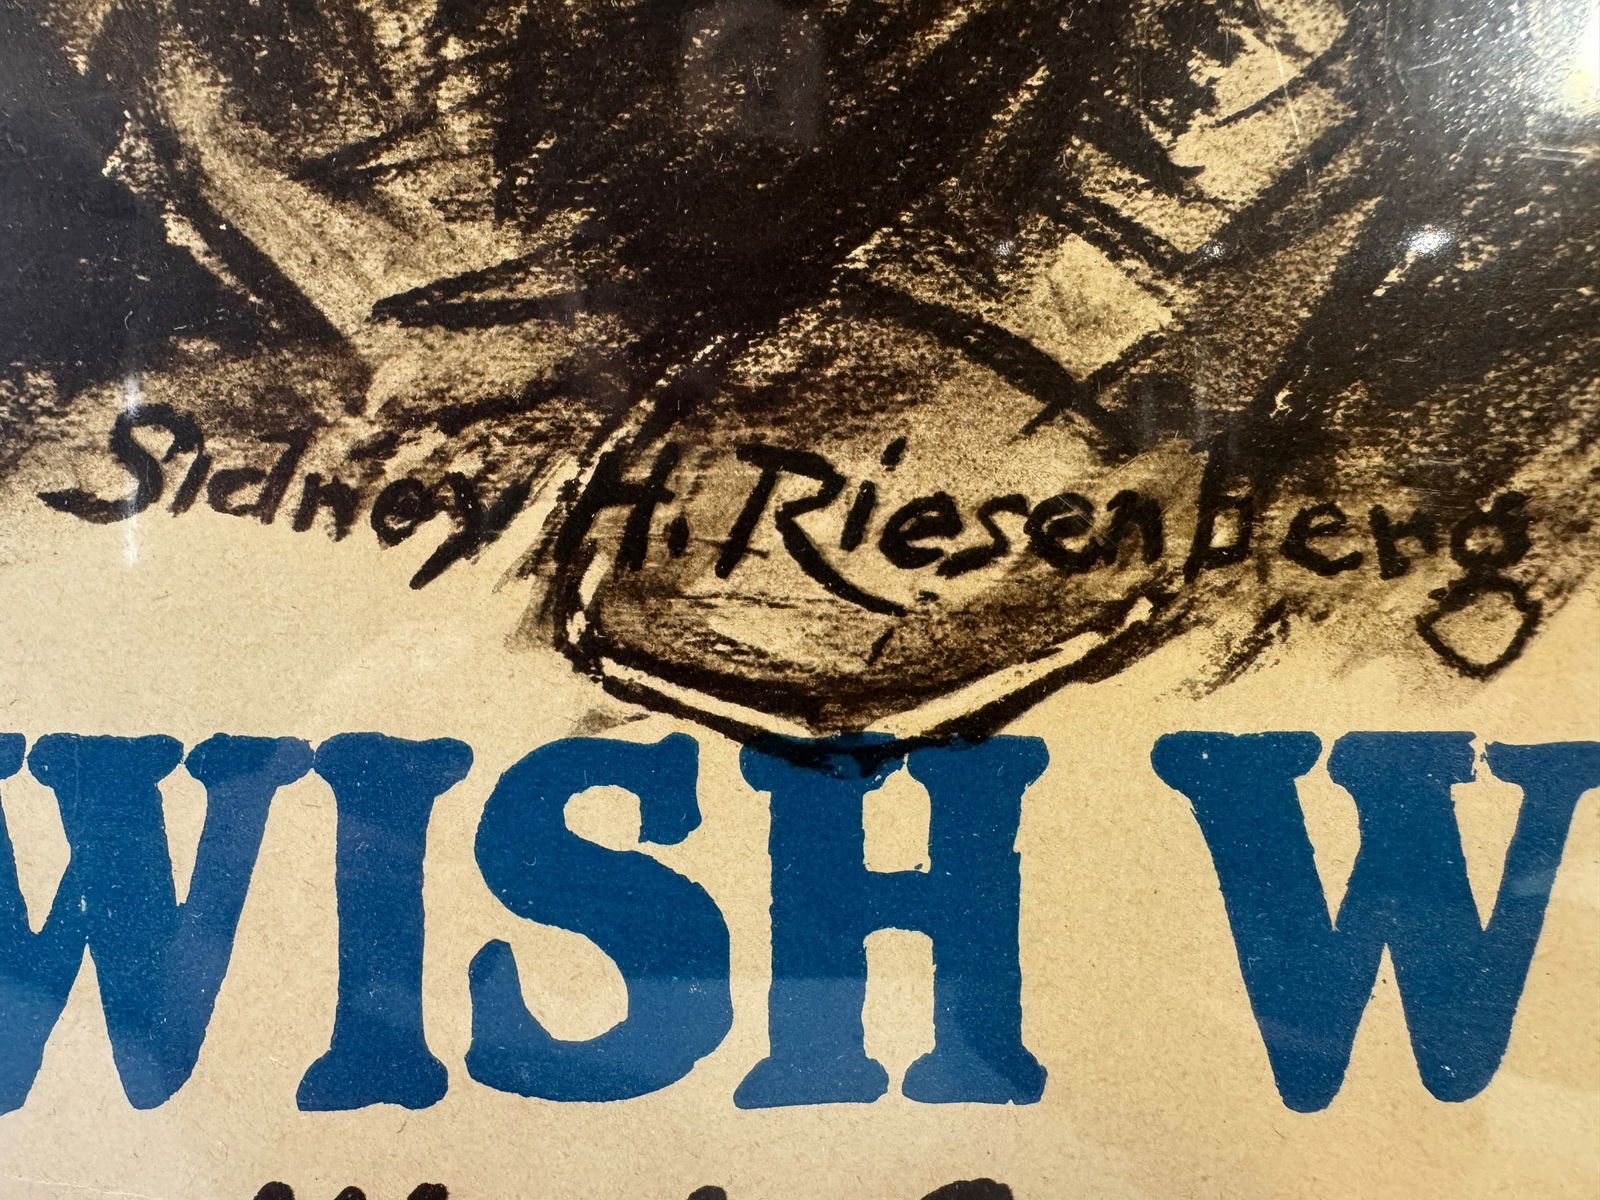 Sidney H. Riesenberg
WISH W